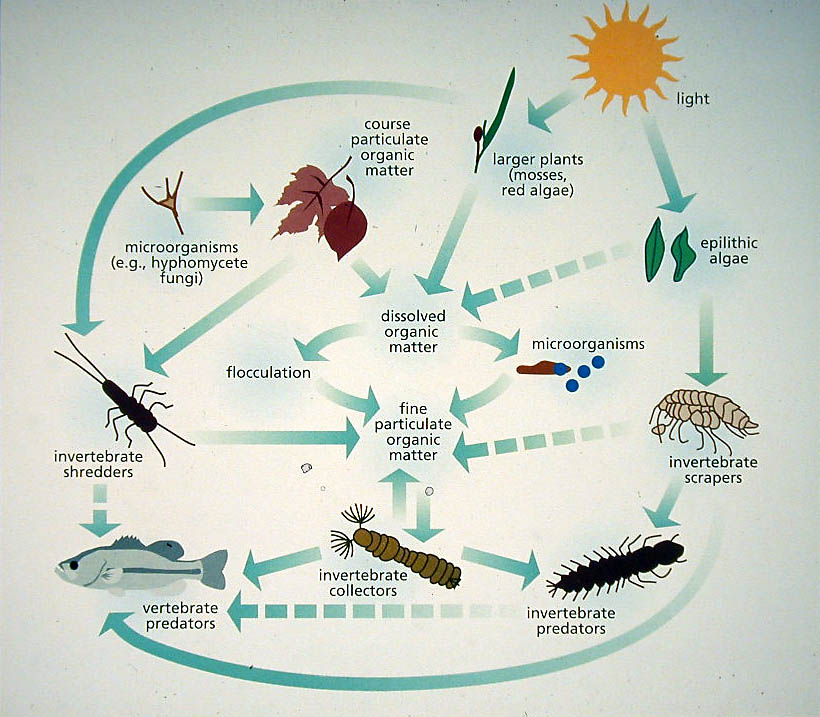 light
course
particulate
organic
matter
larger plants
(mosses,
red algae)
microorganisms
(e.g., hyphomycete
fungi)
epilithic
algae
dissolved
organic
matter
microorganisms
flocculation
fine
particulate
organic
matter
invertebrate
shredders
invertebrate
scrapers
invertebrate
collectors
vertebrate
predators
invertebrate
predators